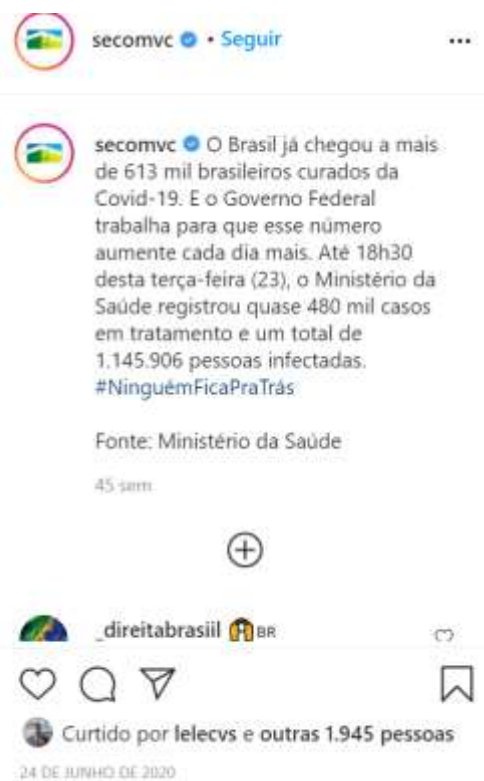 secomvc • Seguir
secomvc O Brasil já chegou a mais
de 613 mil brasileiros curados da
Covid-19. E o Governo Federal
trabalha para que esse número
aumente cada dia mais. Até 18h30
desta terça-feira (23), o Ministério da
Saúde registrou quase 480 mil casos
em tratamento e um total de
1.145.906 pessoas infectadas.
#NinguémFicaPraTrás
Fonte: Ministério da Saúde
45 sem
_direitabrasiil 🙌BR
Curtido por lelecvs e outras 1.945 pessoas
24 DE JUNHO DE 2020